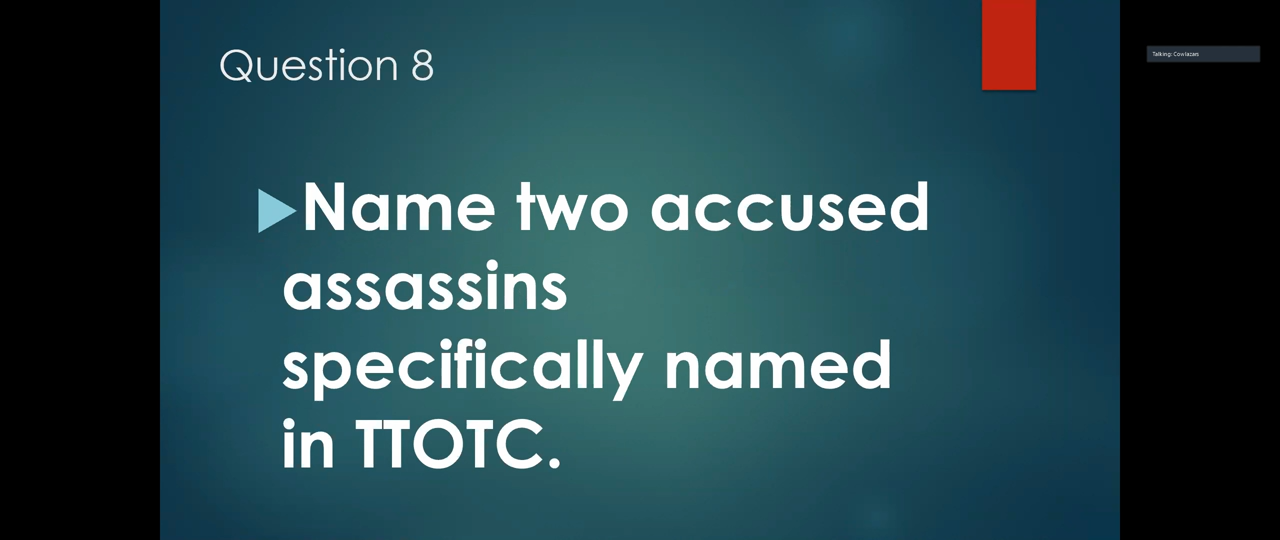 Question 8
Talking: Cowlazars
Name two accused
assassins
specifically named
in TTOTC.